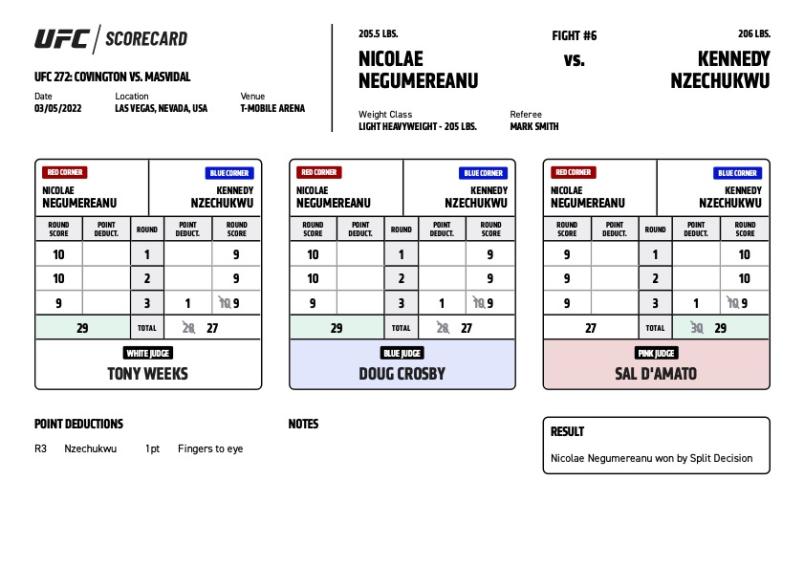 UFC / SCORECARD
UFC 272: COVINGTON VS. MASVIDAL
Date Location Venue
03/05/2022 LAS VEGAS, NEVADA, USA T-MOBILE ARENA
205.5 LBS. FIGHT #6 206 LBS.
NICOLAE vs. KENNEDY
NEGUMEREANU NZECHUKWU
Weight Class Referee
LIGHT HEAVYWEIGHT - 205 LBS. MARK SMITH
RED CORNER BLUE CORNER
NICOLAE KENNEDY
NEGUMEREANU NZECHUKWU
ROUND SCORE POINT DEDUCT. ROUND POINT DEDUCT. ROUND SCORE
10 1 9
10 2 9
9 3 1 10 9
29 TOTAL 28 27
WHITE JUDGE
TONY WEEKS
RED CORNER BLUE CORNER
NICOLAE KENNEDY
NEGUMEREANU NZECHUKWU
ROUND SCORE POINT DEDUCT. ROUND POINT DEDUCT. ROUND SCORE
10 1 9
10 2 9
9 3 1 10 9
29 TOTAL 28 27
BLUE JUDGE
DOUG CROSBY
RED CORNER BLUE CORNER
NICOLAE KENNEDY
NEGUMEREANU NZECHUKWU
ROUND SCORE POINT DEDUCT. ROUND POINT DEDUCT. ROUND SCORE
9 1 10
9 2 10
9 3 1 10 9
27 TOTAL 30 29
PINK JUDGE
SAL D'AMATO
POINT DEDUCTIONS
R3 Nzechukwu 1pt Fingers to eye
NOTES
RESULT
Nicolae Negumereanu won by Split Decision